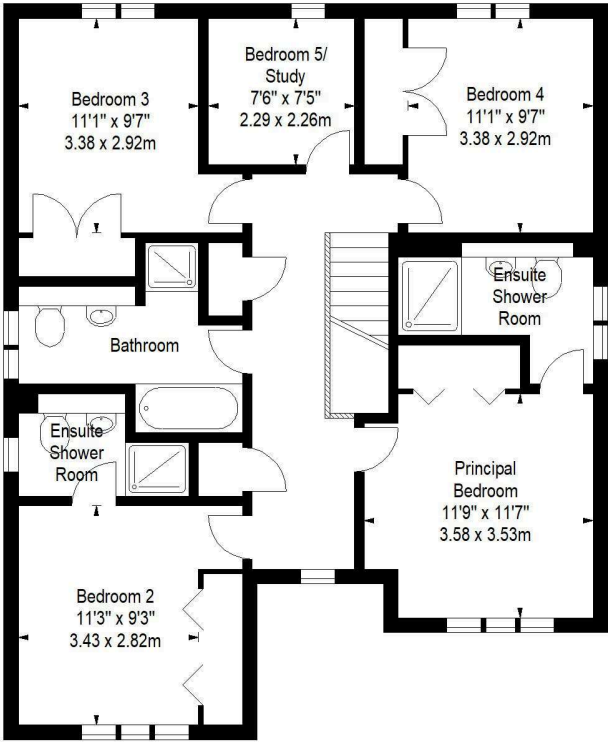 Bedroom 3
11'1" x 9'7"
3.38 x 2.92m
Bedroom 5/
Study
7'6" x 7'5"
2.29 x 2.26m
Bedroom 4
11'1" x 9'7"
3.38 x 2.92m
Ensuite
Shower
Room
Bathroom
Ensuite
Shower
Room
Principal
Bedroom
11'9" x 11'7"
3.58 x 3.53m
Bedroom 2
11'3" x 9'3"
3.43 x 2.82m